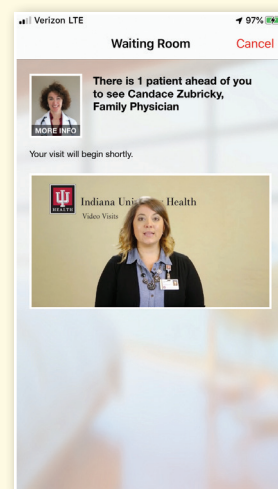 Verizon LTE 97%
Waiting Room Cancel
There is 1 patient ahead of you
to see Candace Zubricky,
Family Physician
MORE INFO
Your visit will begin shortly.
HEALTH
Indiana Health
Video Visits